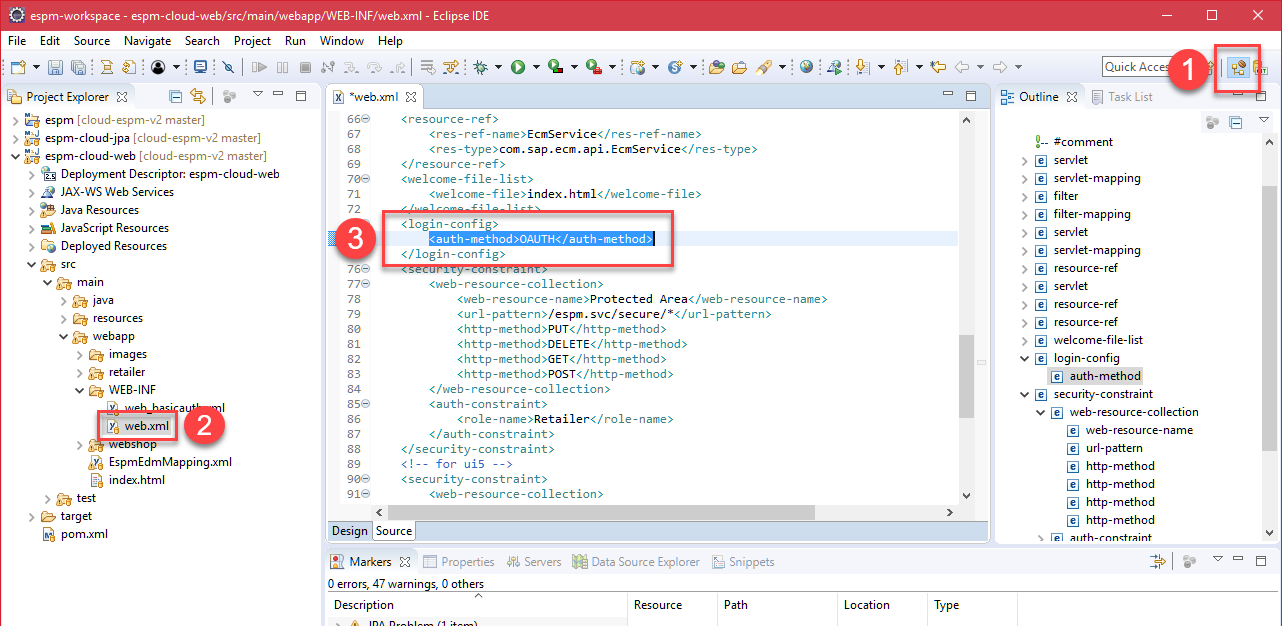 espm-workspace - espm-cloud-web/src/main/webapp/WEB-INF/web.xml - Eclipse IDE
File Edit Source Navigate Search Project Run Window Help
Quick Acces
1
Project Explorer
espm [cloud-espm-v2 master]
espm-cloud-jpa [cloud-espm-v2 master]
espm-cloud-web [cloud-espm-v2 master]
Deployment Descriptor: espm-cloud-web
JAX-WS Web Services
Java Resources
JavaScript Resources
Deployed Resources
src
main
java
resources
webapp
images
retailer
WEB-INF
web_basicauth.xml
web.xml
2
webshop
EspmEdmMapping.xml
index.html
test
target
pom.xml
*web.xml
66 <resource-ref>
67 <res-ref-name>EcmService</res-ref-name>
68 <res-type>com.sap.ecm.api.EcmService</res-type>
69 </resource-ref>
70 <welcome-file-list>
71 <welcome-file>index.html</welcome-file>
72 </welcome-file-list>
<login-config>
3
<auth-method>OAUTH</auth-method>
</login-config>
76 <security-constraint>
77 <web-resource-collection>
78 <web-resource-name>Protected Area</web-resource-name>
79 <url-pattern>/espm.svc/secure/*</url-pattern>
80 <http-method>PUT</http-method>
81 <http-method>DELETE</http-method>
82 <http-method>GET</http-method>
83 <http-method>POST</http-method>
84 </web-resource-collection>
85 <auth-constraint>
86 <role-name>Retailer</role-name>
87 </auth-constraint>
88 </security-constraint>
89 <!-- for ui5 -->
90 <security-constraint>
91 <web-resource-collection>
Design Source
Outline Task List
#comment
servlet
servlet-mapping
filter
filter-mapping
servlet
servlet-mapping
resource-ref
servlet
resource-ref
resource-ref
welcome-file-list
login-config
auth-method
security-constraint
web-resource-collection
web-resource-name
url-pattern
http-method
http-method
http-method
http-method
auth-constraint
Markers Properties Servers Data Source Explorer Snippets
0 errors, 47 warnings, 0 others
Description Resource Path Location Type
JPA Problem (1 item)